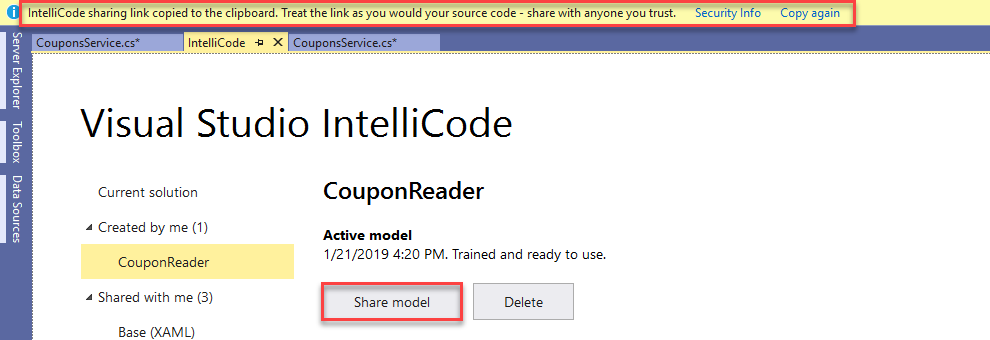 IntelliCode sharing link copied to the clipboard. Treat the link as you would your source code - share with anyone you trust. Security Info Copy again
CouponsService.cs* IntelliCode CouponsService.cs*
Server Explorer
Toolbox
Data Sources
Visual Studio IntelliCode
Current solution
Created by me (1)
CouponReader
Shared with me (3)
Base (XAML)
CouponReader
Active model
1/21/2019 4:20 PM. Trained and ready to use.
Share model Delete